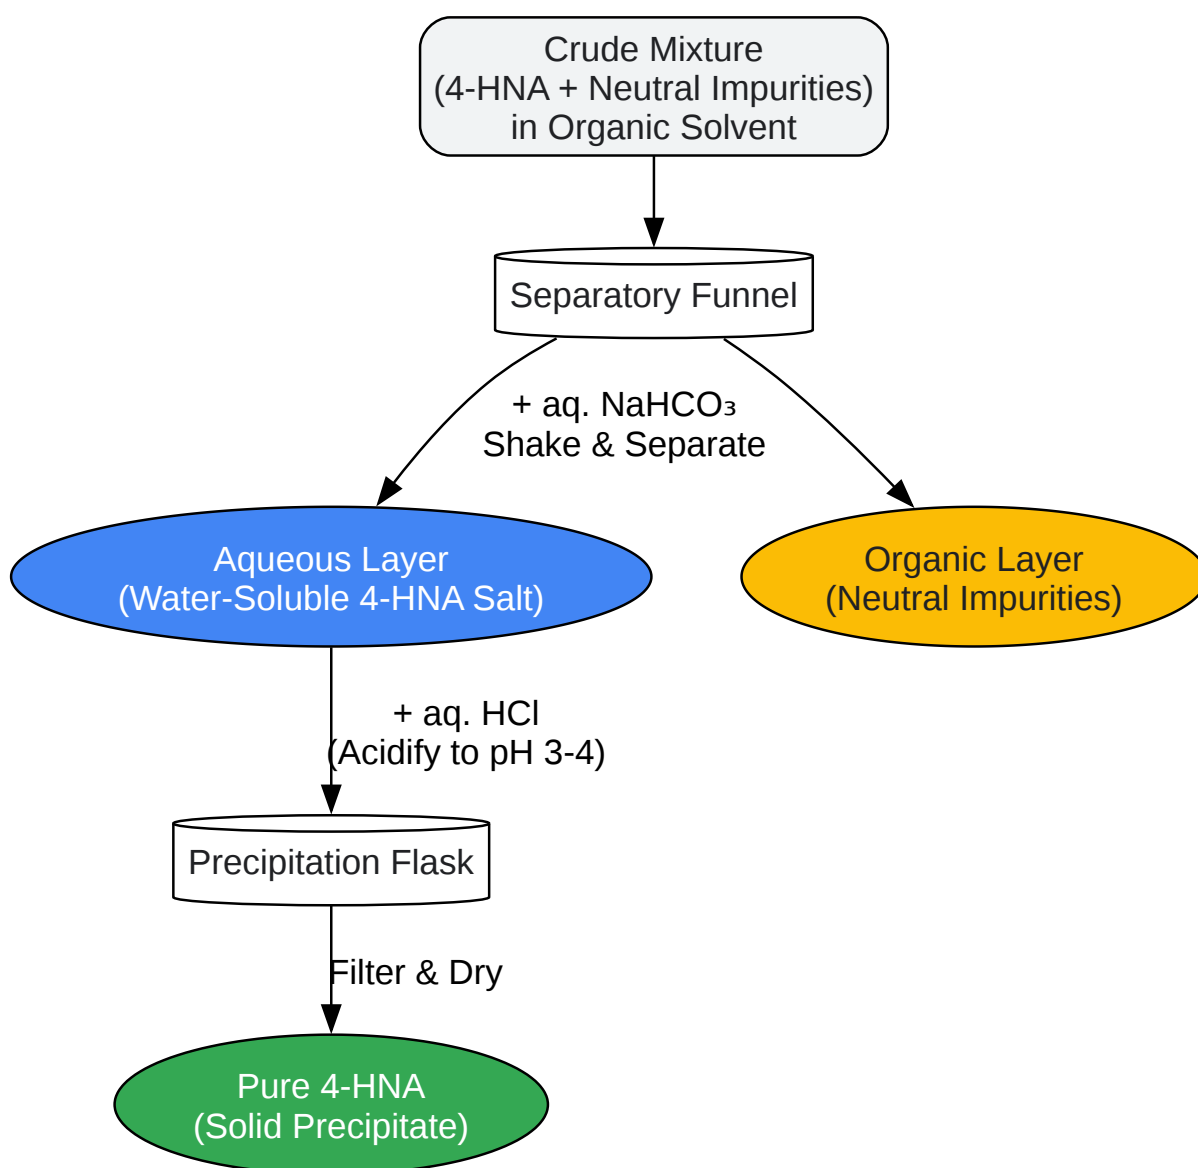 Crude Mixture
(4-HNA + Neutral Impurities)
in Organic Solvent
Separatory Funnel
+ aq. NaHCO₃
Shake & Separate
Aqueous Layer
(Water-Soluble 4-HNA Salt)
Organic Layer
(Neutral Impurities)
+ aq. HCl
(Acidify to pH 3-4)
Precipitation Flask
Filter & Dry
Pure 4-HNA
(Solid Precipitate)